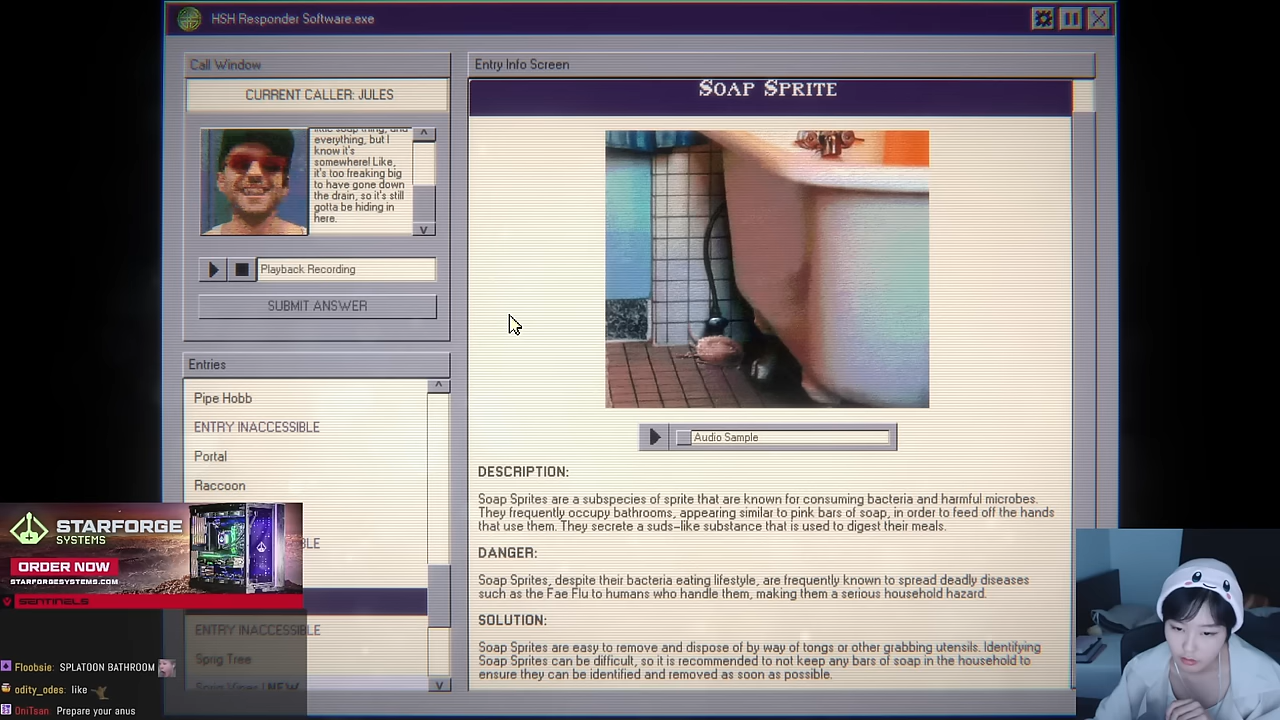 HSH Responder Software.exe
Call Window
CURRENT CALLER: JULES
everything, but I
know it's
somewhere! Like,
it's too freaking big
to have gone down
the drain, so it's still
gotta be hiding in
here.
Playback Recording
SUBMIT ANSWER
Entries
Pipe Hobb
ENTRY INACCESSIBLE
Portal
Raccoon
ENTRY INACCESSIBLE
Sprig Tree
Entry Info Screen
Soap Sprite
Audio Sample
DESCRIPTION:
Soap Sprites are a subspecies of sprite that are known for consuming bacteria and harmful microbes.
They frequently occupy bathrooms, appearing similar to pink bars of soap, in order to feed off the hands
that use them. They secrete a suds-like substance that is used to digest their meals.
DANGER:
Soap Sprites, despite their bacteria eating lifestyle, are frequently known to spread deadly diseases
such as the Fae Flu to humans who handle them, making them a serious household hazard.
SOLUTION:
Soap Sprites are easy to remove and dispose of by way of tongs or other grabbing utensils. Identifying
Soap Sprites can be difficult, so it is recommended to not keep any bars of soap in the household to
ensure they can be identified and removed as soon as possible.
STARFORGE
SYSTEMS
ORDER NOW
STARFORGESYSTEMS.COM
SENTINELS
Floobsie: SPLATOON BATHROOM
odity_odes: like
OniTsan: Prepare your anus